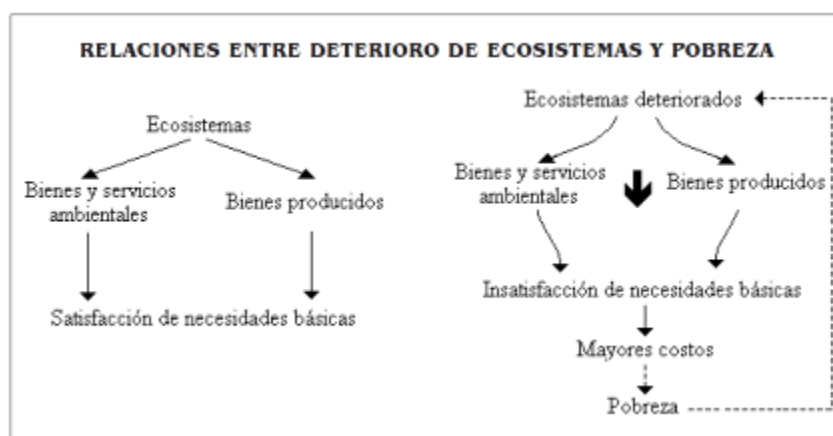 RELACIONES ENTRE DETERIORO DE ECOSISTEMAS Y POBREZA
Ecosistemas
Bienes y servicios
ambientales
Bienes producidos
Satisfacción de necesidades básicas
Ecosistemas deteriorados
Bienes y servicios
ambientales
Bienes producidos
Insatisfacción de necesidades básicas
Mayores costos
Pobreza